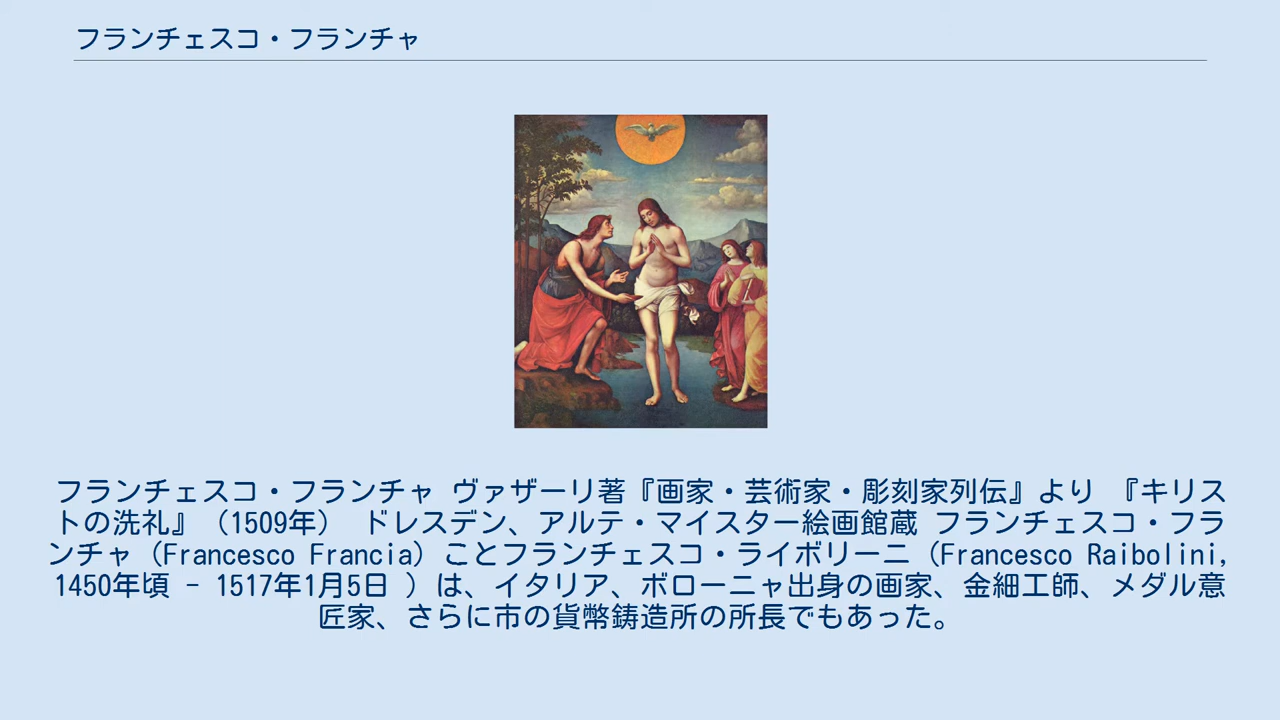 フランチェスコ・フランチャ
フランチェスコ・フランチャ ヴァザーリ著『画家・芸術家・彫刻家列伝』より 『キリス
トの洗礼』（1509年） ドレスデン、アルテ・マイスター絵画館蔵 フランチェスコ・フラ
ンチャ（Francesco Francia）ことフランチェスコ・ライボリーニ（Francesco Raibolini,
1450年頃 - 1517年1月5日 ）は、イタリア、ボローニャ出身の画家、金細工師、メダル意
匠家、さらに市の貨幣鋳造所の所長でもあった。